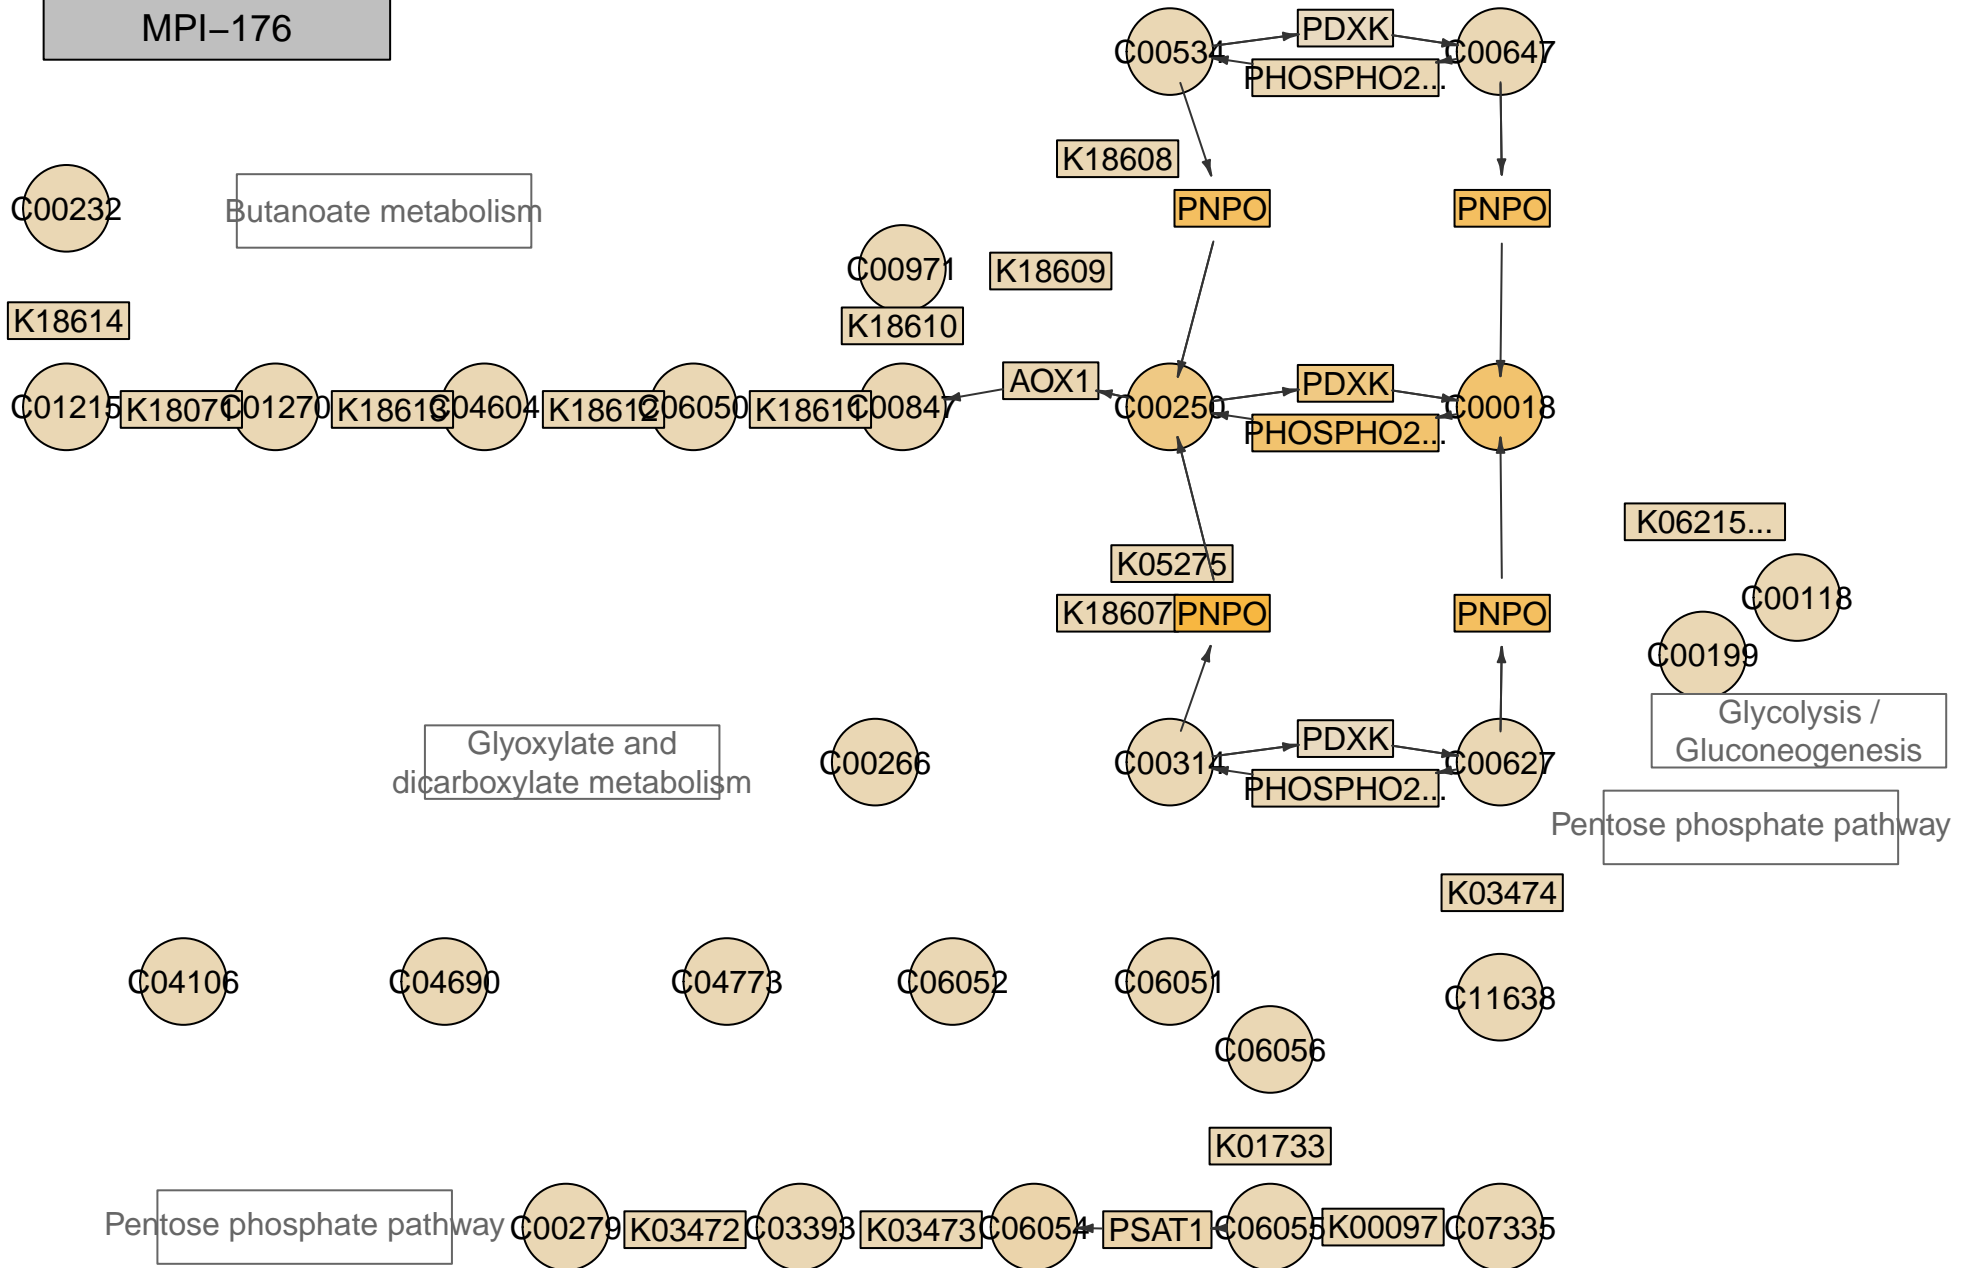 MPI−176
C00534
PDXK
C00647
PHOSPHO2...
K18608
C00232
Butanoate metabolism
PNPO
PNPO
C00971
K18609
K18614
K18610
AOX1
PDXK
C01215
K18071
C01270
K18613
C04604
K18612
C06050
K18611
C00847
C00250
C00018
PHOSPHO2...
K06215...
K05275
C00118
K18607
PNPO
PNPO
C00199
Glycolysis /
Gluconeogenesis
Glyoxylate and
dicarboxylate metabolism
C00266
C00314
PDXK
C00627
PHOSPHO2...
Pentose phosphate pathway
K03474
C04106
C04690
C04773
C06052
C06051
C11638
C06056
K01733
Pentose phosphate pathway
C00279
K03472
C03393
K03473
C06054
PSAT1
C06055
K00097
C07335